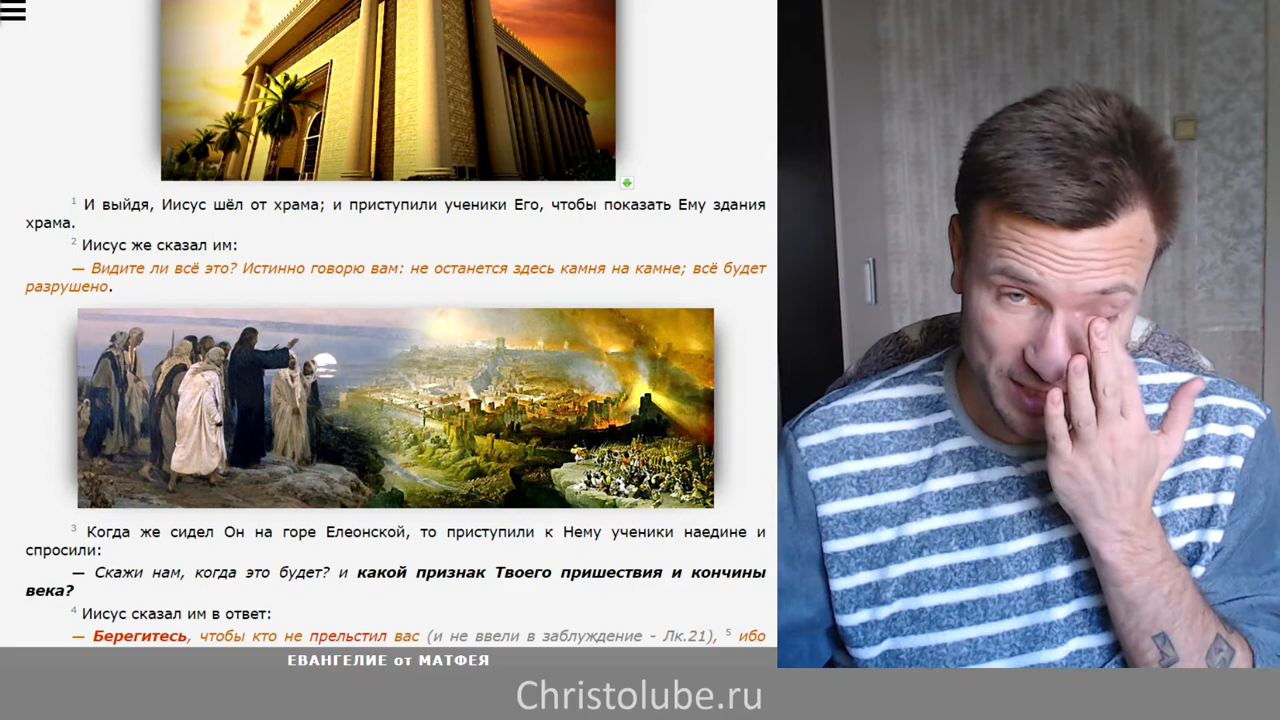 1 И выйдя, Иисус шёл от храма; и приступили ученики Его, чтобы показать Ему здания
храма.
2 Иисус же сказал им:
— Видите ли всё это? Истинно говорю вам: не останется здесь камня на камне; всё будет
разрушено.
3 Когда же сидел Он на горе Елеонской, то приступили к Нему ученики наедине и
спросили:
— Скажи нам, когда это будет? и какой признак Твоего пришествия и кончины
века?
4 Иисус сказал им в ответ:
— Берегитесь, чтобы кто не прельстил вас (и не ввели в заблуждение - Лк.21), 5 ибо
ЕВАНГЕЛИЕ от МАТФЕЯ
Christolube.ru